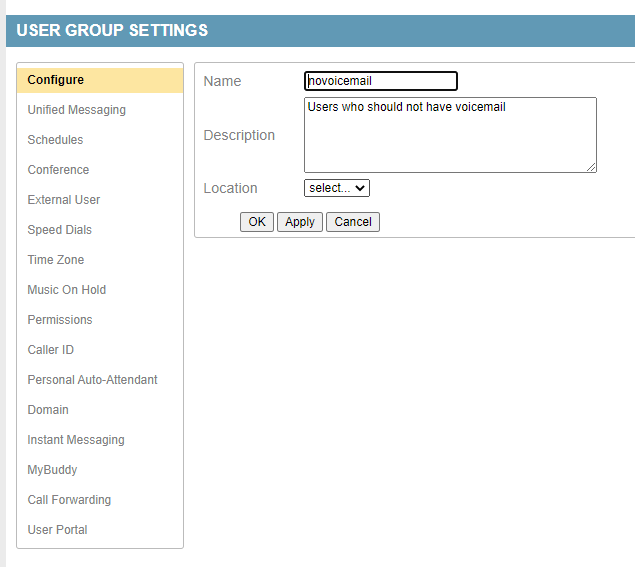 USER GROUP SETTINGS
Configure
Unified Messaging
Schedules
Conference
External User
Speed Dials
Time Zone
Music On Hold
Permissions
Caller ID
Personal Auto-Attendant
Domain
Instant Messaging
MyBuddy
Call Forwarding
User Portal
Name novoicemail
Description Users who should not have voicemail
Location select...
OK Apply Cancel